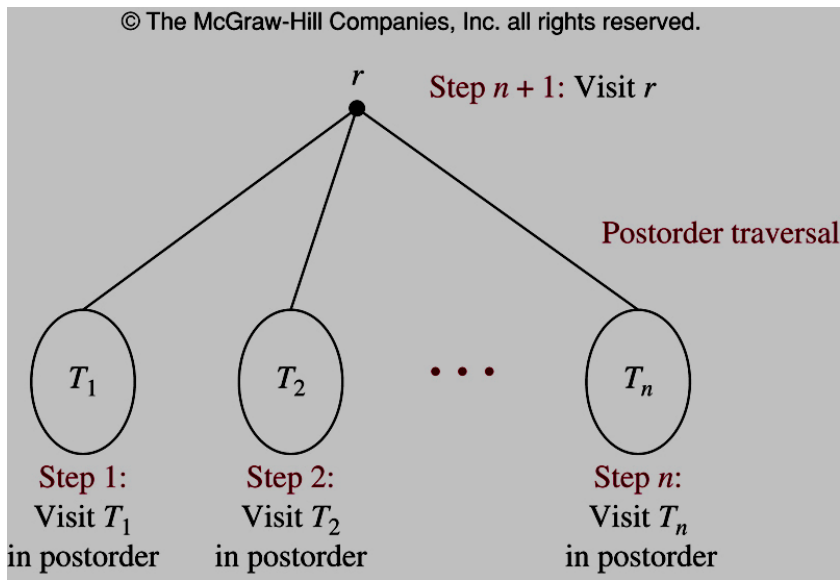 © The McGraw-Hill Companies, Inc. all rights reserved.
r
Step n + 1: Visit r
Postorder traversal
T₁
T₂
• • •
Tₙ
Step 1:
Visit T₁
in postorder
Step 2:
Visit T₂
in postorder
Step n:
Visit Tₙ
in postorder